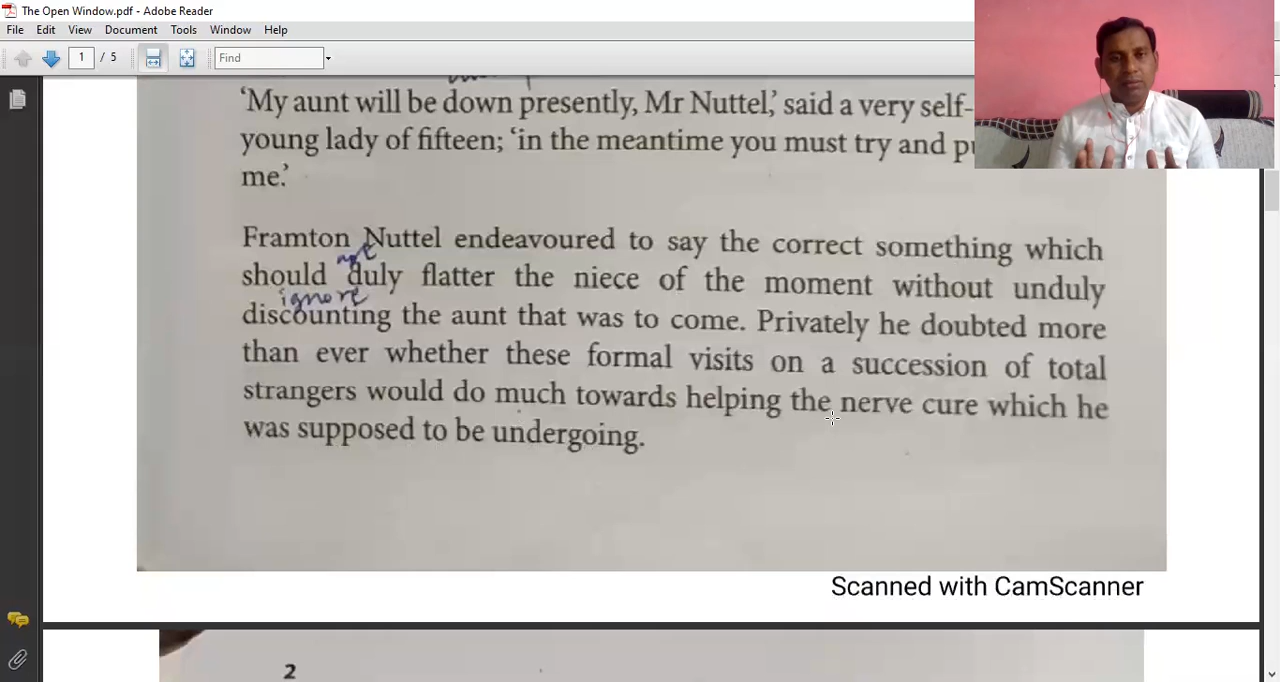 The Open Window.pdf - Adobe Reader
File Edit View Document Tools Window Help
1 / 5 Find
‘My aunt will be down presently, Mr Nuttel,’ said a very self-
young lady of fifteen; ‘in the meantime you must try and
me.’
Framton Nuttel endeavoured to say the correct something which
should duly flatter the niece of the moment without unduly
ignore
discounting the aunt that was to come. Privately he doubted more
than ever whether these formal visits on a succession of total
strangers would do much towards helping the nerve cure which he
was supposed to be undergoing.
Scanned with CamScanner
2